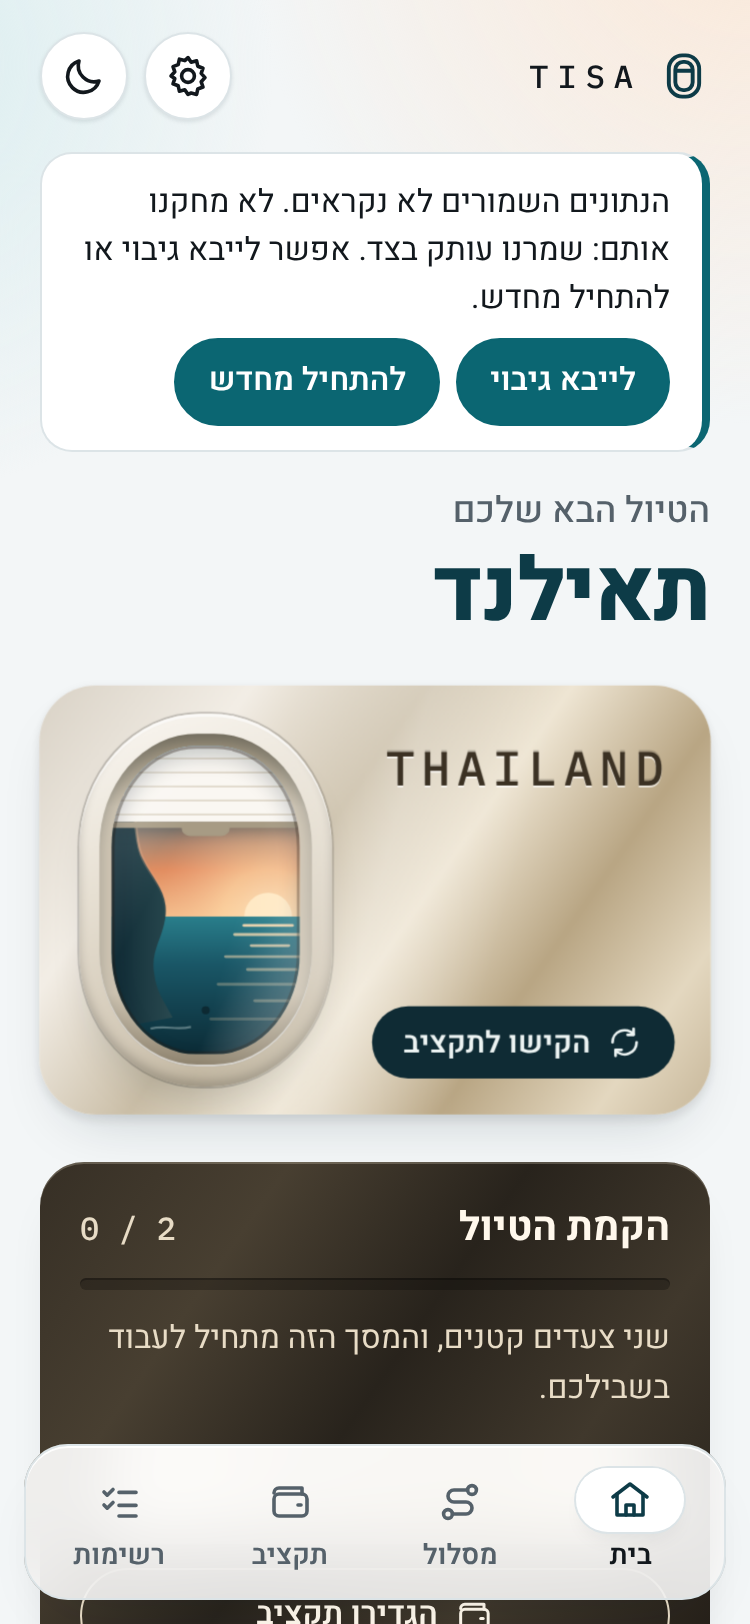 TISA
הנתונים השמורים לא נקראים. לא מחקנו
אותם: שמרנו עותק בצד. אפשר לייבא גיבוי או
להתחיל מחדש.
לייבא גיבוי
להתחיל מחדש
הטיול הבא שלכם
תאילנד
THAILAND
הקישו לתקציב
הקמת הטיול
0 / 2
שני צעדים קטנים, והמסך הזה מתחיל לעבוד
בשבילכם.
בית
מסלול
תקציב
רשימות
הגדירו תקציב